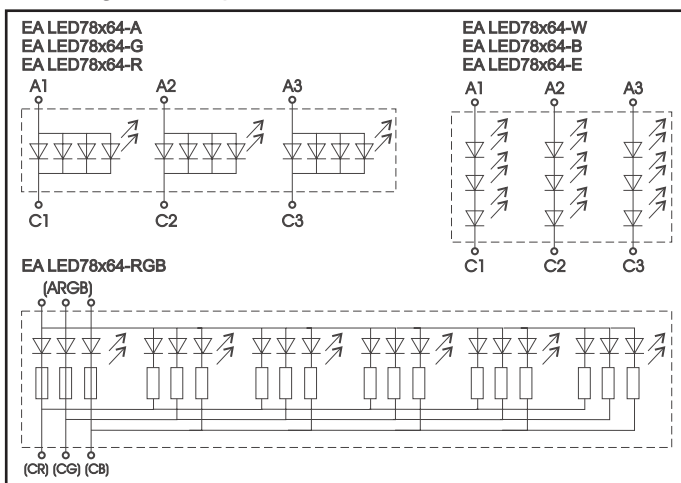 EA LED78x64-A
EA LED78x64-G
EA LED78x64-R
A1 A2 A3
C1 C2 C3
EA LED78x64-W
EA LED78x64-B
EA LED78x64-E
A1 A2 A3
C1 C2 C3
EA LED78x64-RGB
(ARGB)
(CR) (CG) (CB)